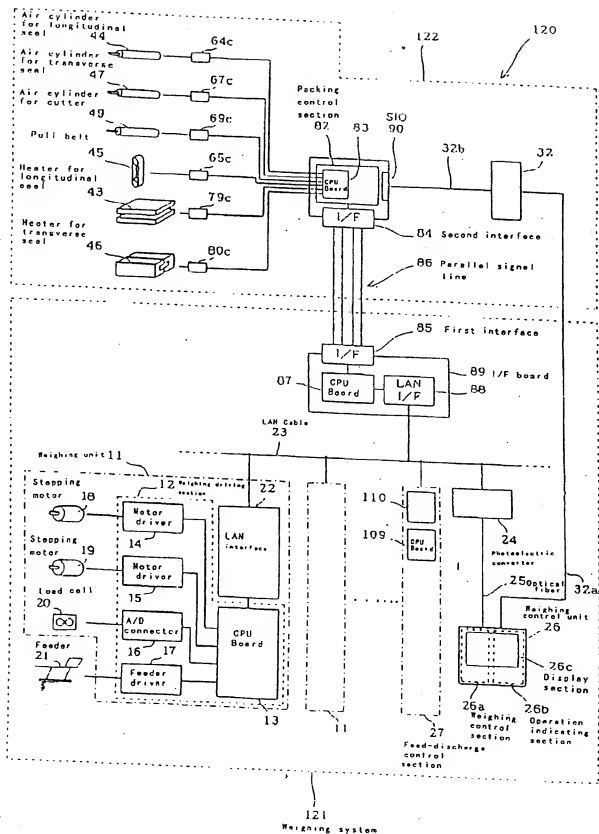 Air cylinder
for longitudinal
seal
44
64c
122
120
Air cylinder
for transverse
seal
47
67c
Air cylinder
for cutter
49
69c
Packing
control
section
82
83
SIO
90
32b
32
Pull belt
45
65c
CPU
Board
Heater for
longitudinal
seal
43
79c
I/F
84 Second interface
Heater for
transverse
seal
46
80c
86 Parallel signal
line
85 First interface
I/F
89 I/F board
87
CPU
Board
LAN
I/F
88
LAN Cable
23
Weighing unit 11
Stepping
motor
18
12 Weighing driving
section
22
Motor
driver
14
LAN
interface
110
109
CPU
Board
24
Photoelectric
converter
Stepping
motor
19
Motor
driver
15
25 Optical
fiber
32a
Load cell
20
A/D
connector
16
CPU
Board
Weighing control
unit
26
Feeder
21
17
Feeder
driver
13
26c
Display
section
11
27
26a
26b
Weighing
control
section
Operation
indicating
section
Feed-discharge
control
section
121
Weighing system